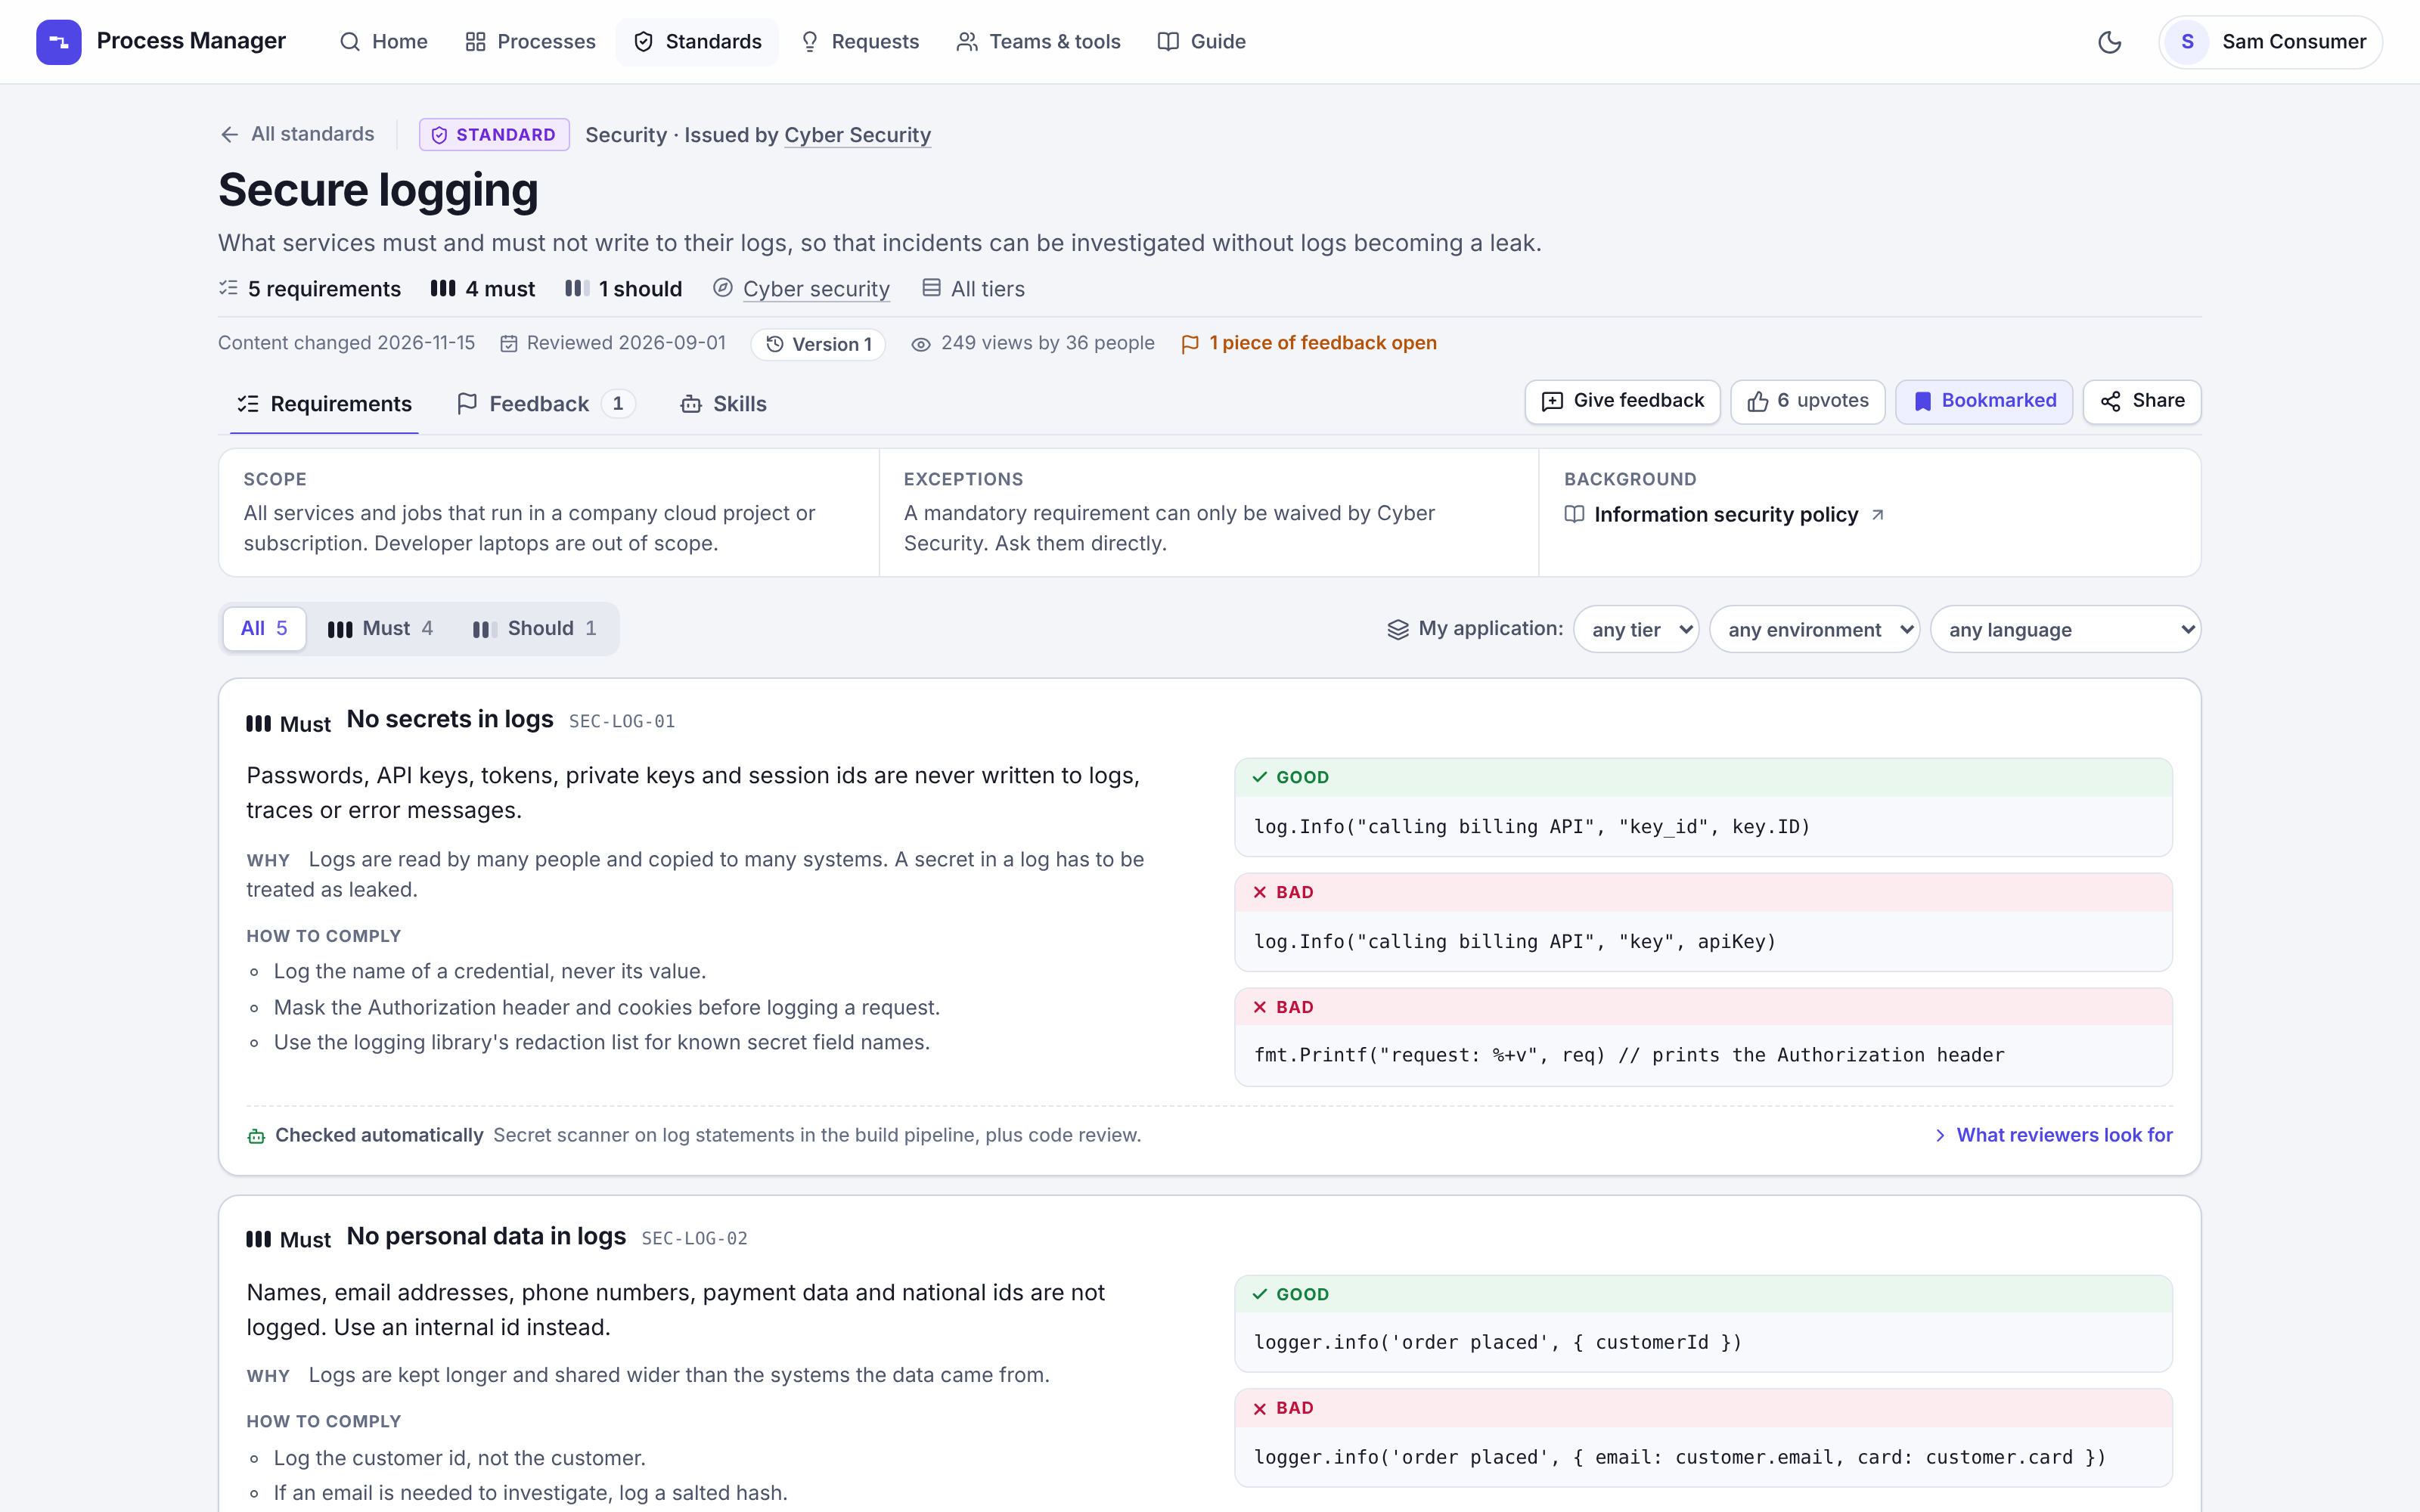 Process Manager
Home
Processes
Standards
Requests
Teams & tools
Guide
S
Sam Consumer
All standards
STANDARD
Security · Issued by Cyber Security
Secure logging
What services must and must not write to their logs, so that incidents can be investigated without logs becoming a leak.
5 requirements
4 must
1 should
Cyber security
All tiers
Content changed 2026-11-15
Reviewed 2026-09-01
Version 1
249 views by 36 people
1 piece of feedback open
Requirements
Feedback 1
Skills
Give feedback
6 upvotes
Bookmarked
Share
SCOPE
All services and jobs that run in a company cloud project or
subscription. Developer laptops are out of scope.
EXCEPTIONS
A mandatory requirement can only be waived by Cyber
Security. Ask them directly.
BACKGROUND
Information security policy
All 5
Must 4
Should 1
My application:
any tier
any environment
any language
Must No secrets in logs SEC-LOG-01
Passwords, API keys, tokens, private keys and session ids are never written to logs,
traces or error messages.
WHY Logs are read by many people and copied to many systems. A secret in a log has to be
treated as leaked.
HOW TO COMPLY
Log the name of a credential, never its value.
Mask the Authorization header and cookies before logging a request.
Use the logging library's redaction list for known secret field names.
GOOD
log.Info("calling billing API", "key_id", key.ID)
BAD
log.Info("calling billing API", "key", apiKey)
BAD
fmt.Printf("request: %+v", req) // prints the Authorization header
Checked automatically Secret scanner on log statements in the build pipeline, plus code review.
What reviewers look for
Must No personal data in logs SEC-LOG-02
Names, email addresses, phone numbers, payment data and national ids are not
logged. Use an internal id instead.
WHY Logs are kept longer and shared wider than the systems the data came from.
HOW TO COMPLY
Log the customer id, not the customer.
If an email is needed to investigate, log a salted hash.
GOOD
logger.info('order placed', { customerId })
BAD
logger.info('order placed', { email: customer.email, card: customer.card })